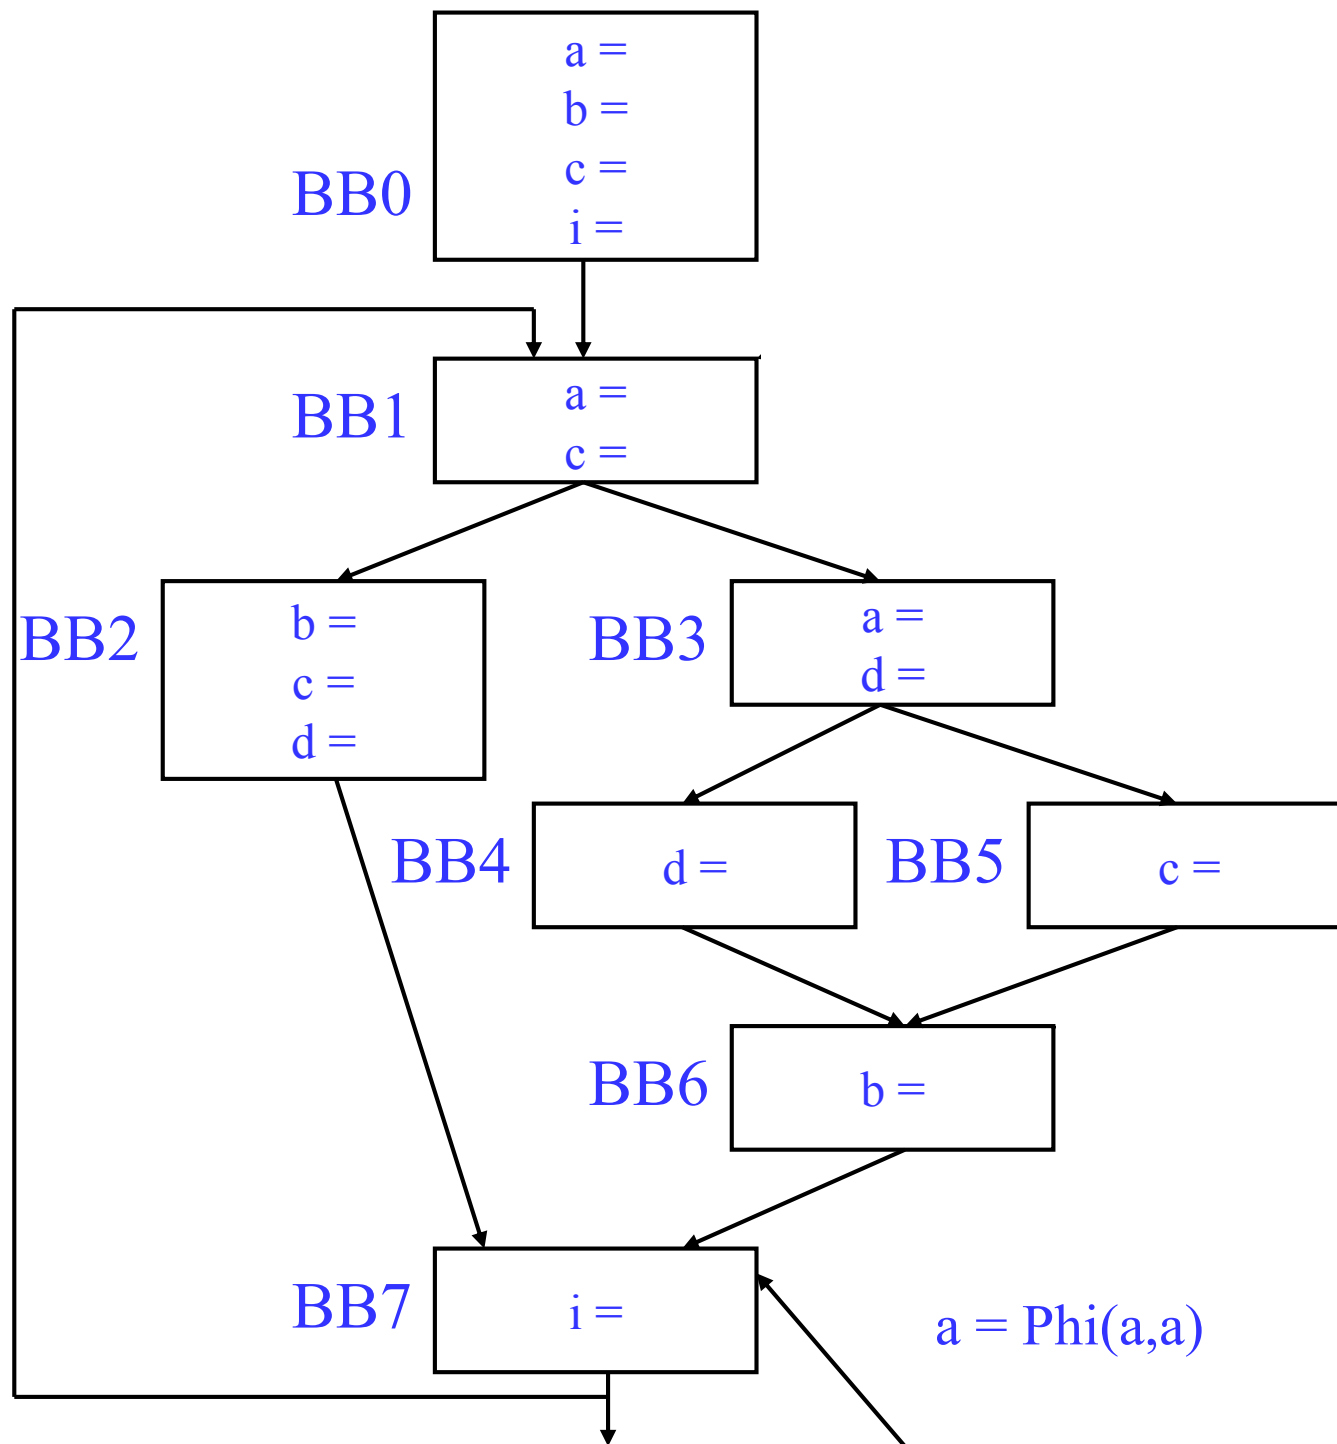 a =
b =
c =
i =
BB0
BB1
a =
c =
BB2
b =
c =
d =
BB3
a =
d =
BB4
d =
BB5
c =
BB6
b =
BB7
i =
a = Phi(a,a)